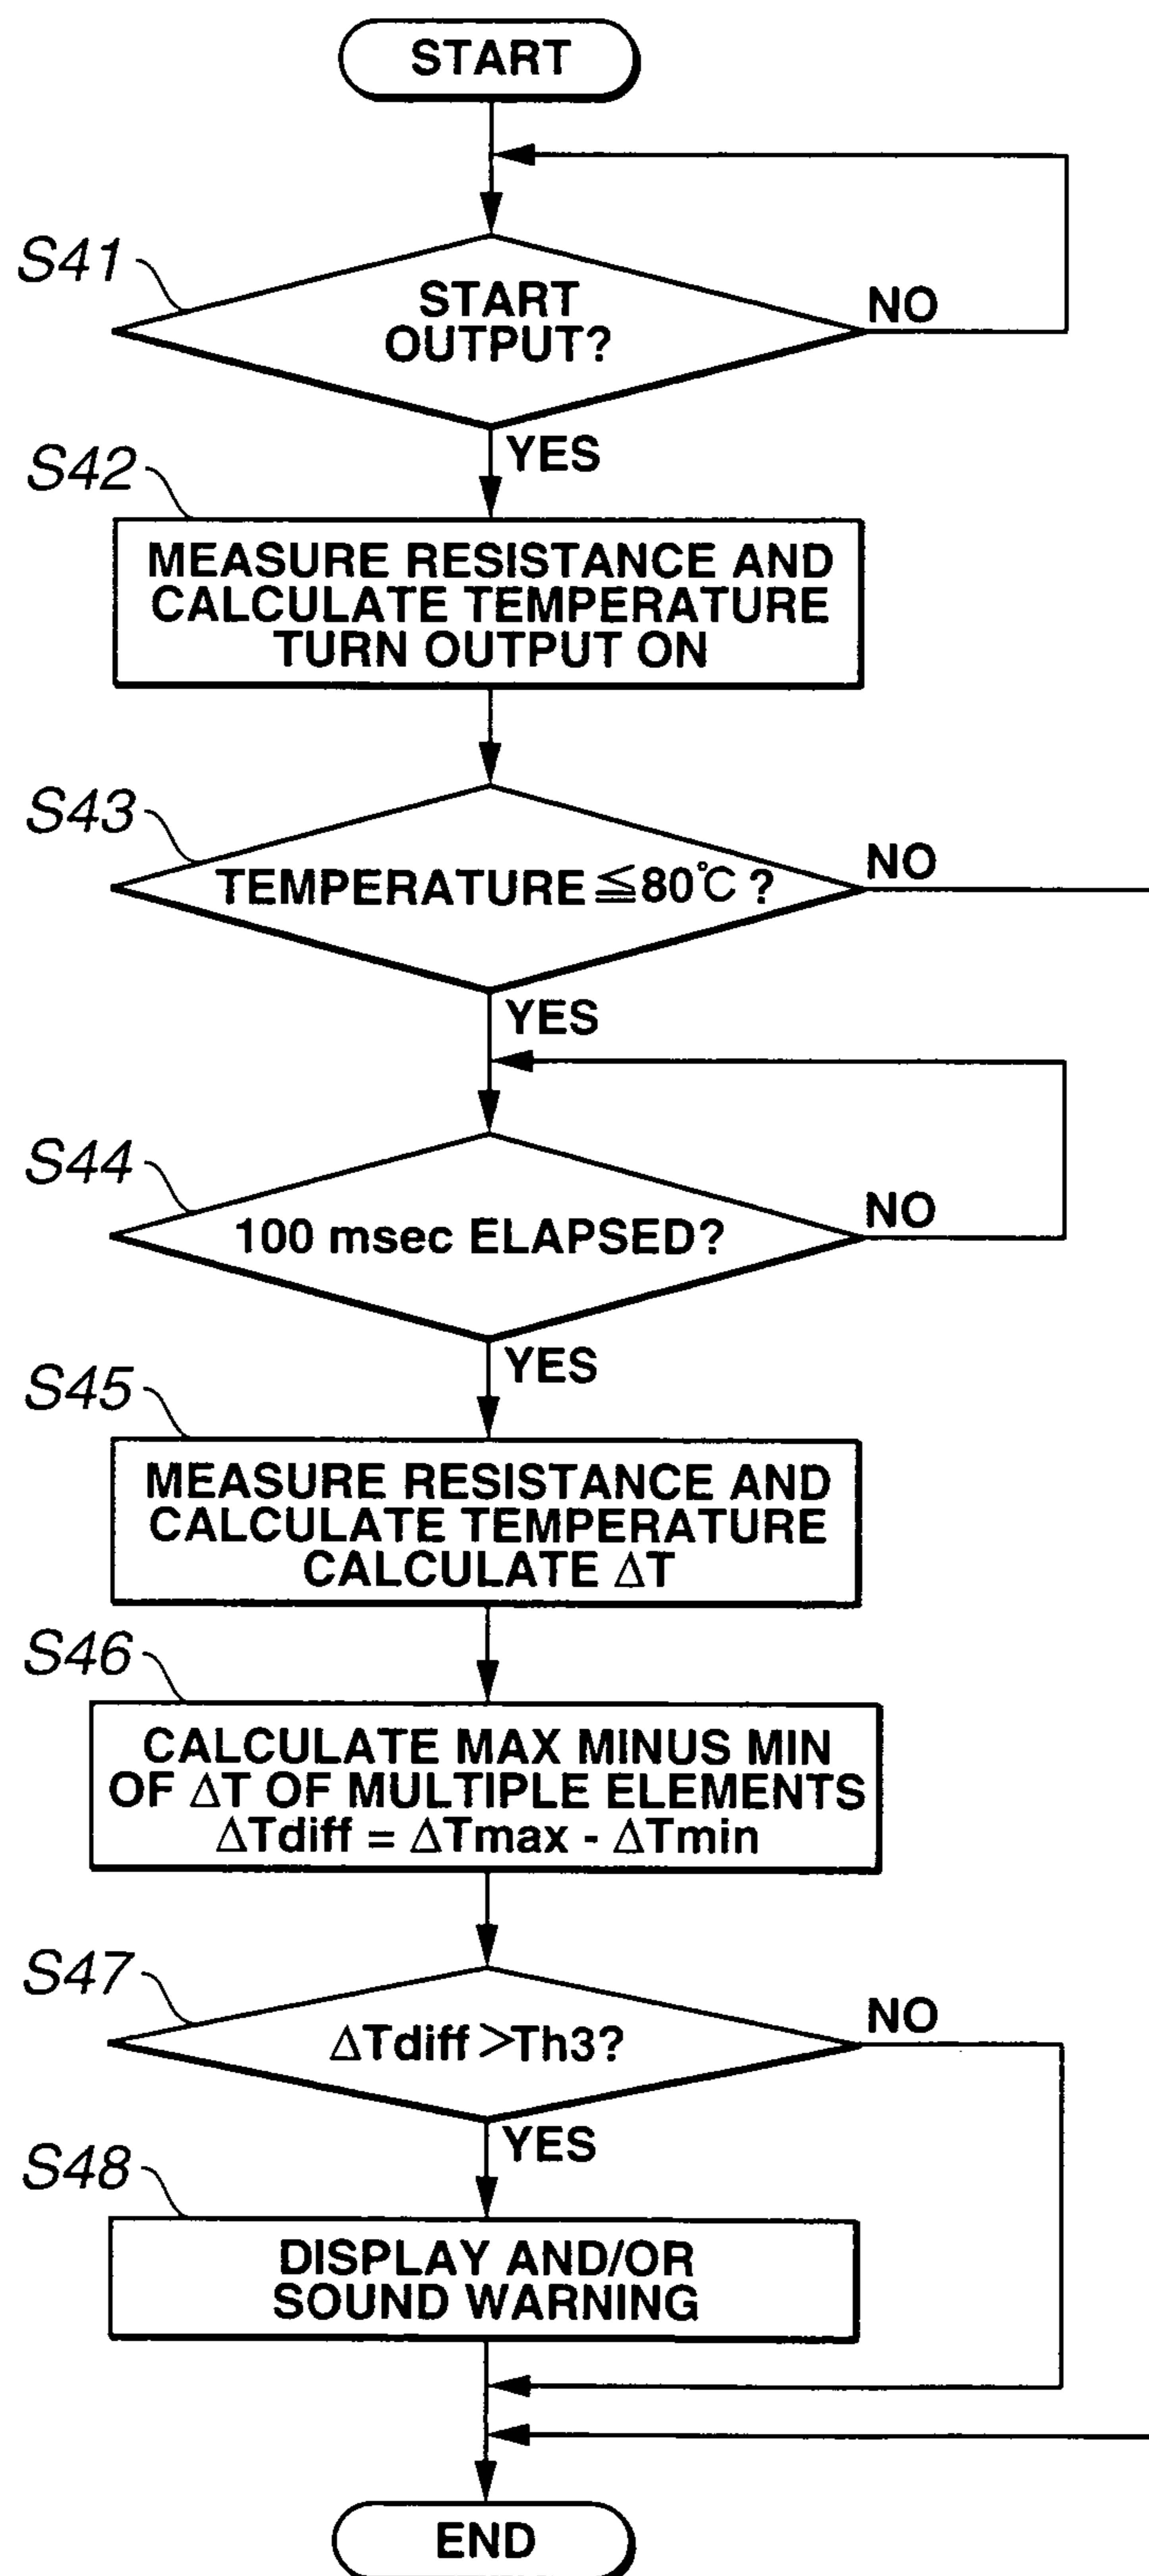 START
S41
START
OUTPUT?
NO
YES
S42
MEASURE RESISTANCE AND
CALCULATE TEMPERATURE
TURN OUTPUT ON
S43
TEMPERATURE ≦80℃ ?
NO
YES
S44
100 msec ELAPSED?
NO
YES
S45
MEASURE RESISTANCE AND
CALCULATE TEMPERATURE
CALCULATE ΔT
S46
CALCULATE MAX MINUS MIN
OF ΔT OF MULTIPLE ELEMENTS
ΔTdiff = ΔTmax - ΔTmin
S47
ΔTdiff >Th3?
NO
YES
S48
DISPLAY AND/OR
SOUND WARNING
END